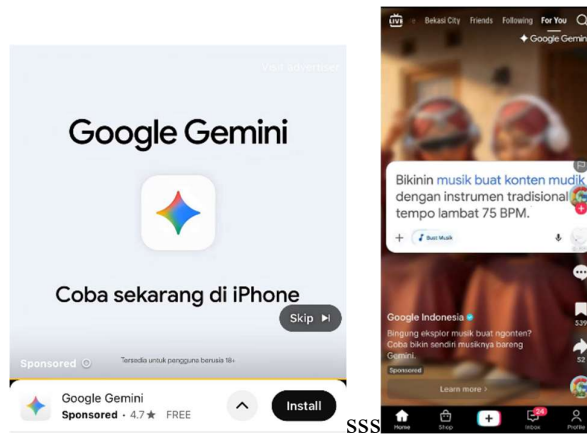 Visit Advertiser
Google Gemini
Coba sekarang di iPhone
Skip
Sponsored
Tersedia untuk pengguna berusia 18+
Google Gemini
Sponsored • 4.7★ FREE
Install
sss
LIVE
Bekasi City Friends Following For You
Google Gemin
Bikinin musik buat konten mudik
dengan instrumen tradisional
tempo lambat 75 BPM.
+ Buat Musik
Google Indonesia
Bingung eksplor musik buat ngonten?
Coba bikin sendiri musiknya bareng
Gemini.
Sponsored
Learn more >
539
52
24
Home Shop Inbox Profile